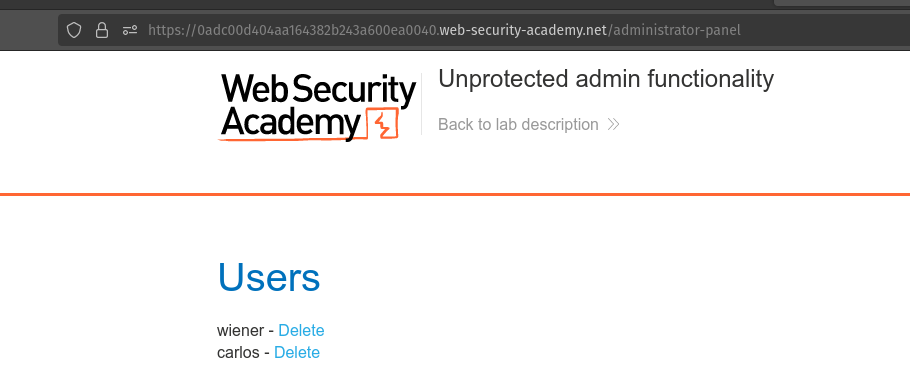 https://0adc00d404aa164382b243a600ea0040.web-security-academy.net/administrator-panel
Web Security
Academy
Unprotected admin functionality
Back to lab description
Users
wiener - Delete
carlos - Delete